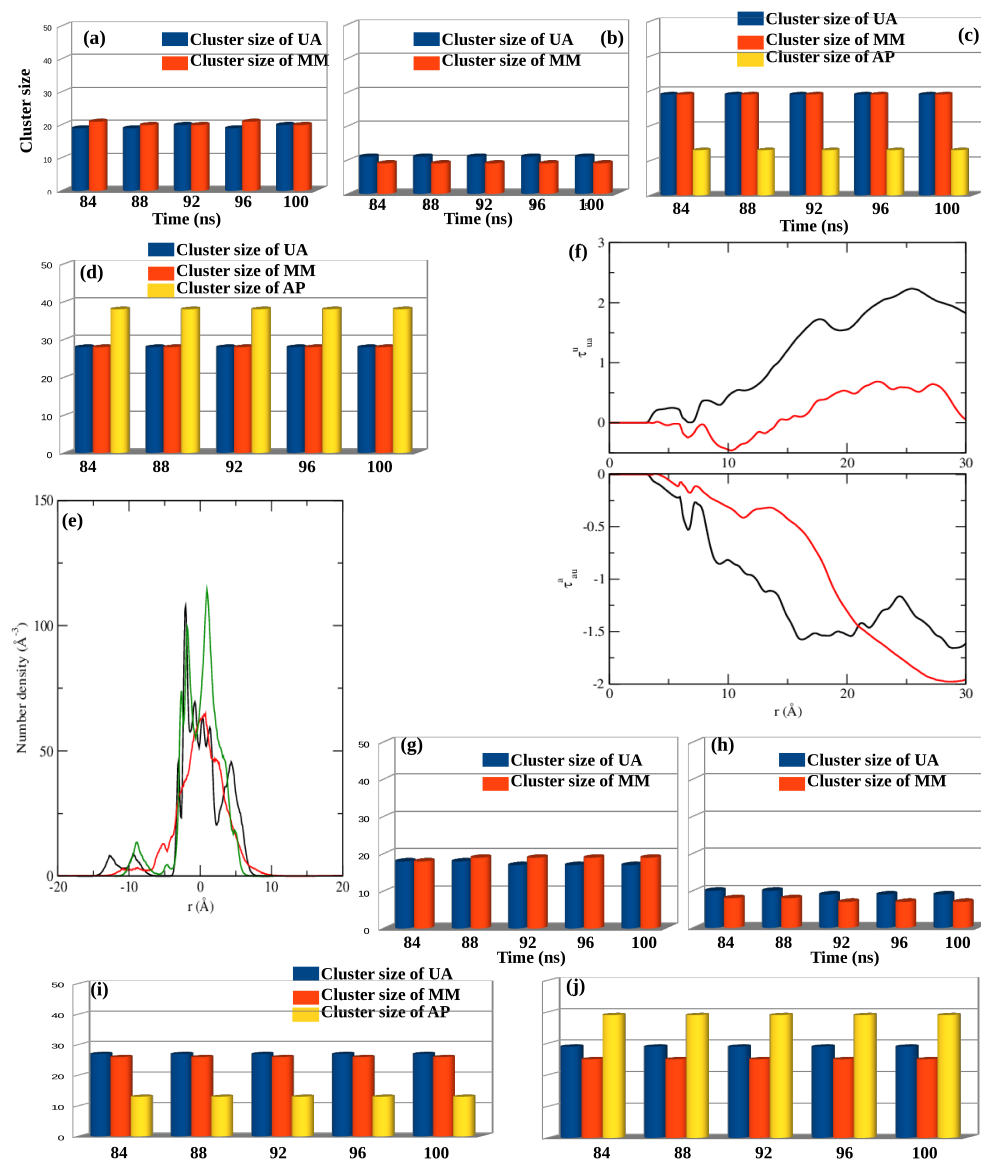 (a)
Cluster size of UA
Cluster size of MM
50
40
30
20
10
0
Cluster size
84 88 92 96 100
Time (ns)
(b)
Cluster size of UA
Cluster size of MM
84 88 92 96 100
Time (ns)
(c)
Cluster size of UA
Cluster size of MM
Cluster size of AP
84 88 92 96 100
Time (ns)
(d)
Cluster size of UA
Cluster size of MM
Cluster size of AP
50
40
30
20
10
0
84 88 92 96 100
(f)
3
2
1
0
τ^u_ua
0 10 20 30
0
-0.5
-1
-1.5
-2
τ^a_au
0 10 20 30
r (Å)
(e)
150
100
50
0
Number density (Å^-3)
-20 -10 0 10 20
r (Å)
(g)
Cluster size of UA
Cluster size of MM
50
40
30
20
10
0
84 88 92 96 100
Time (ns)
(h)
Cluster size of UA
Cluster size of MM
84 88 92 96 100
Time (ns)
(i)
Cluster size of UA
Cluster size of MM
Cluster size of AP
50
40
30
20
10
0
84 88 92 96 100
(j)
84 88 92 96 100